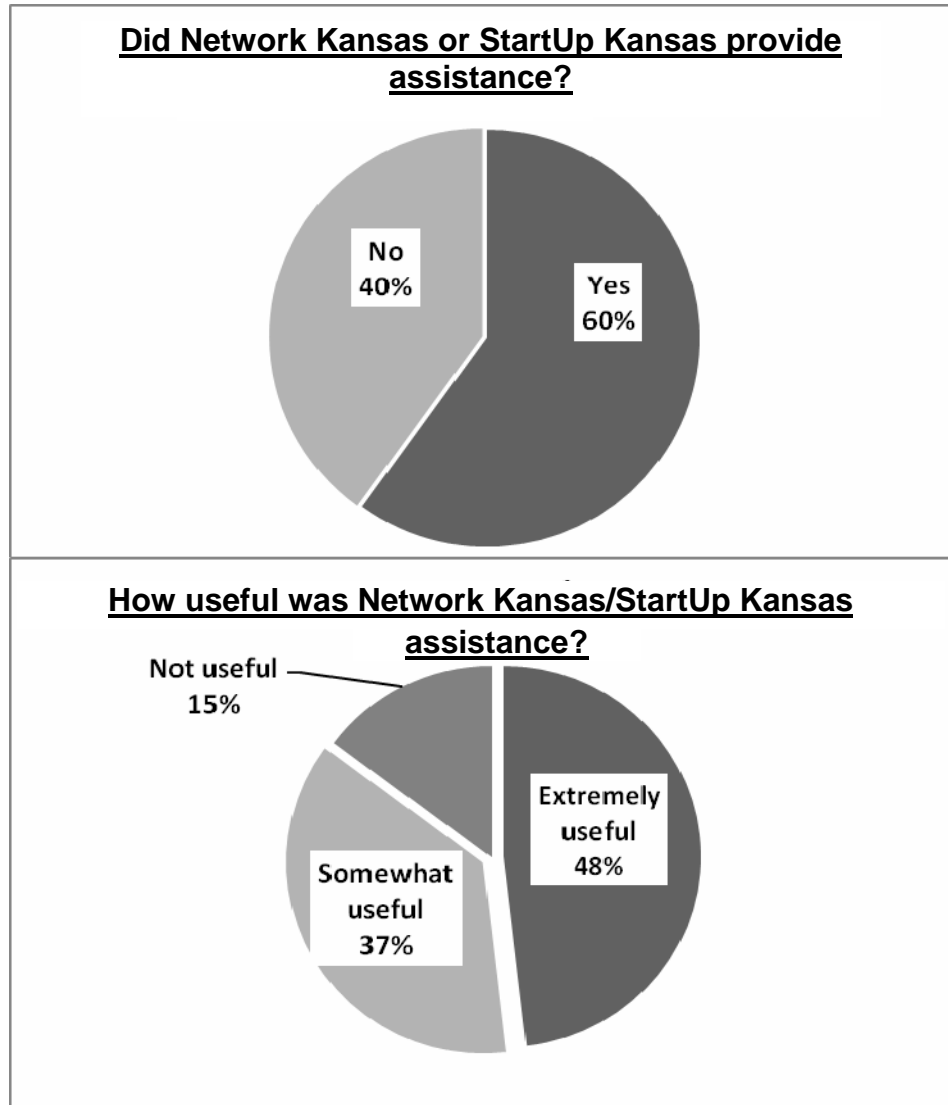 Did Network Kansas or StartUp Kansas provide
assistance?
No
40%
Yes
60%
How useful was Network Kansas/StartUp Kansas
assistance?
Not useful
15%
Extremely
useful
48%
Somewhat
useful
37%